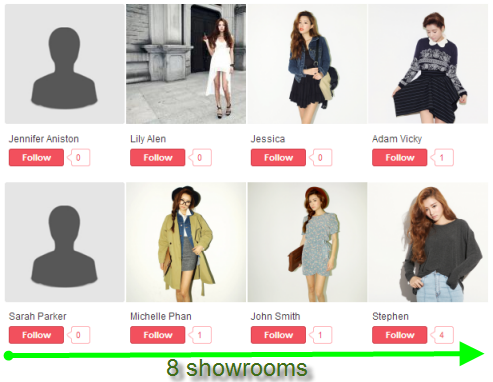 Jennifer Aniston
Lily Alen
Jessica
Adam Vicky
Follow 0
Follow 0
Follow 0
Follow 1
Sarah Parker
Michelle Phan
John Smith
Stephen
Follow 0
Follow 1
Follow 1
Follow 4
8 showrooms